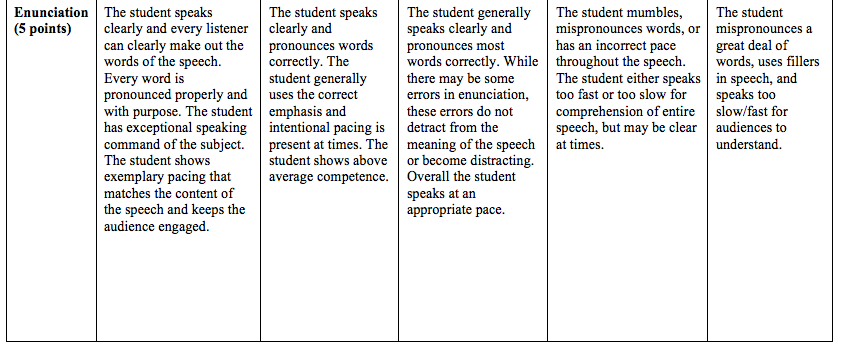 Enunciation
(5 points)
The student speaks
clearly and every listener
can clearly make out the
words of the speech.
Every word is
pronounced properly and
with purpose. The student
has exceptional speaking
command of the subject.
The student shows
exemplary pacing that
matches the content of
the speech and keeps the
audience engaged.
The student speaks
clearly and
pronounces words
correctly. The
student generally
uses the correct
emphasis and
intentional pacing is
present at times. The
student shows above
average competence.
The student generally
speaks clearly and
pronounces most
words correctly. While
there may be some
errors in enunciation,
these errors do not
detract from the
meaning of the speech
or become distracting.
Overall the student
speaks at an
appropriate pace.
The student mumbles,
mispronounces words, or
has an incorrect pace
throughout the speech.
The student either speaks
too fast or too slow for
comprehension of entire
speech, but may be clear
at times.
The student
mispronounces a
great deal of
words, uses fillers
in speech, and
speaks too
slow/fast for
audiences to
understand.